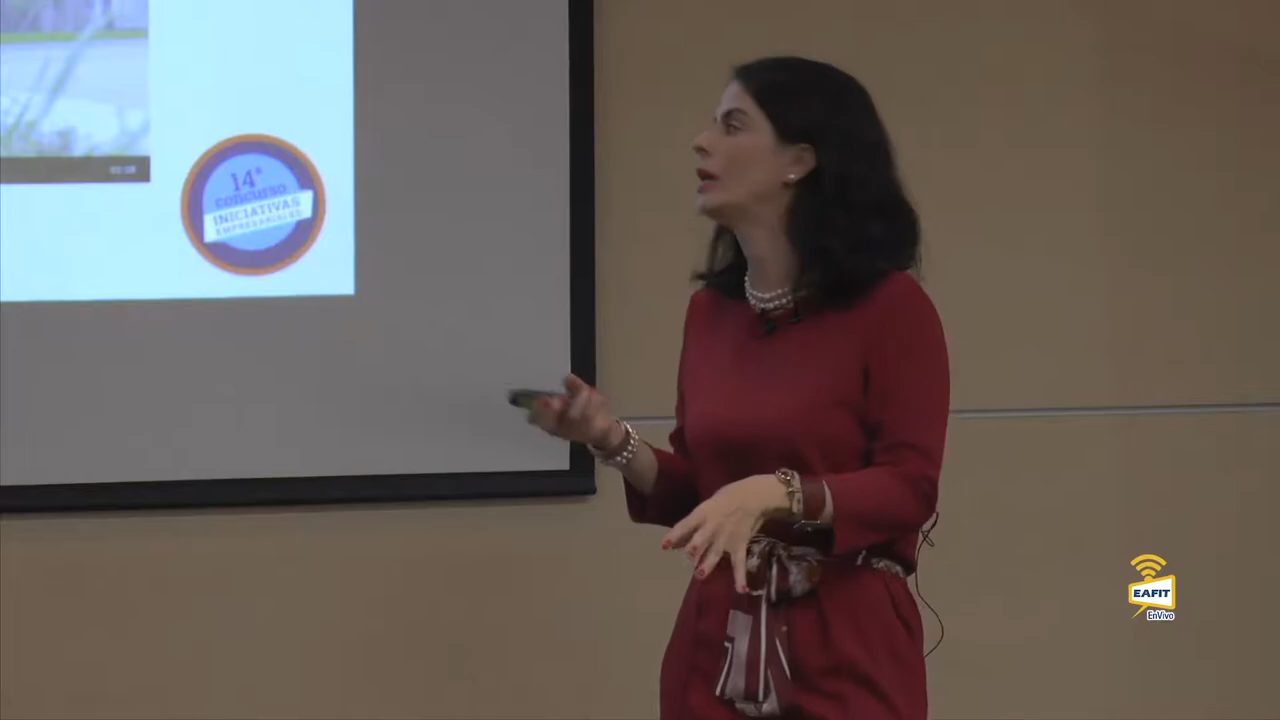 14°
concurso
INICIATIVAS
EMPRESARIALES
EAFIT
EnVivo